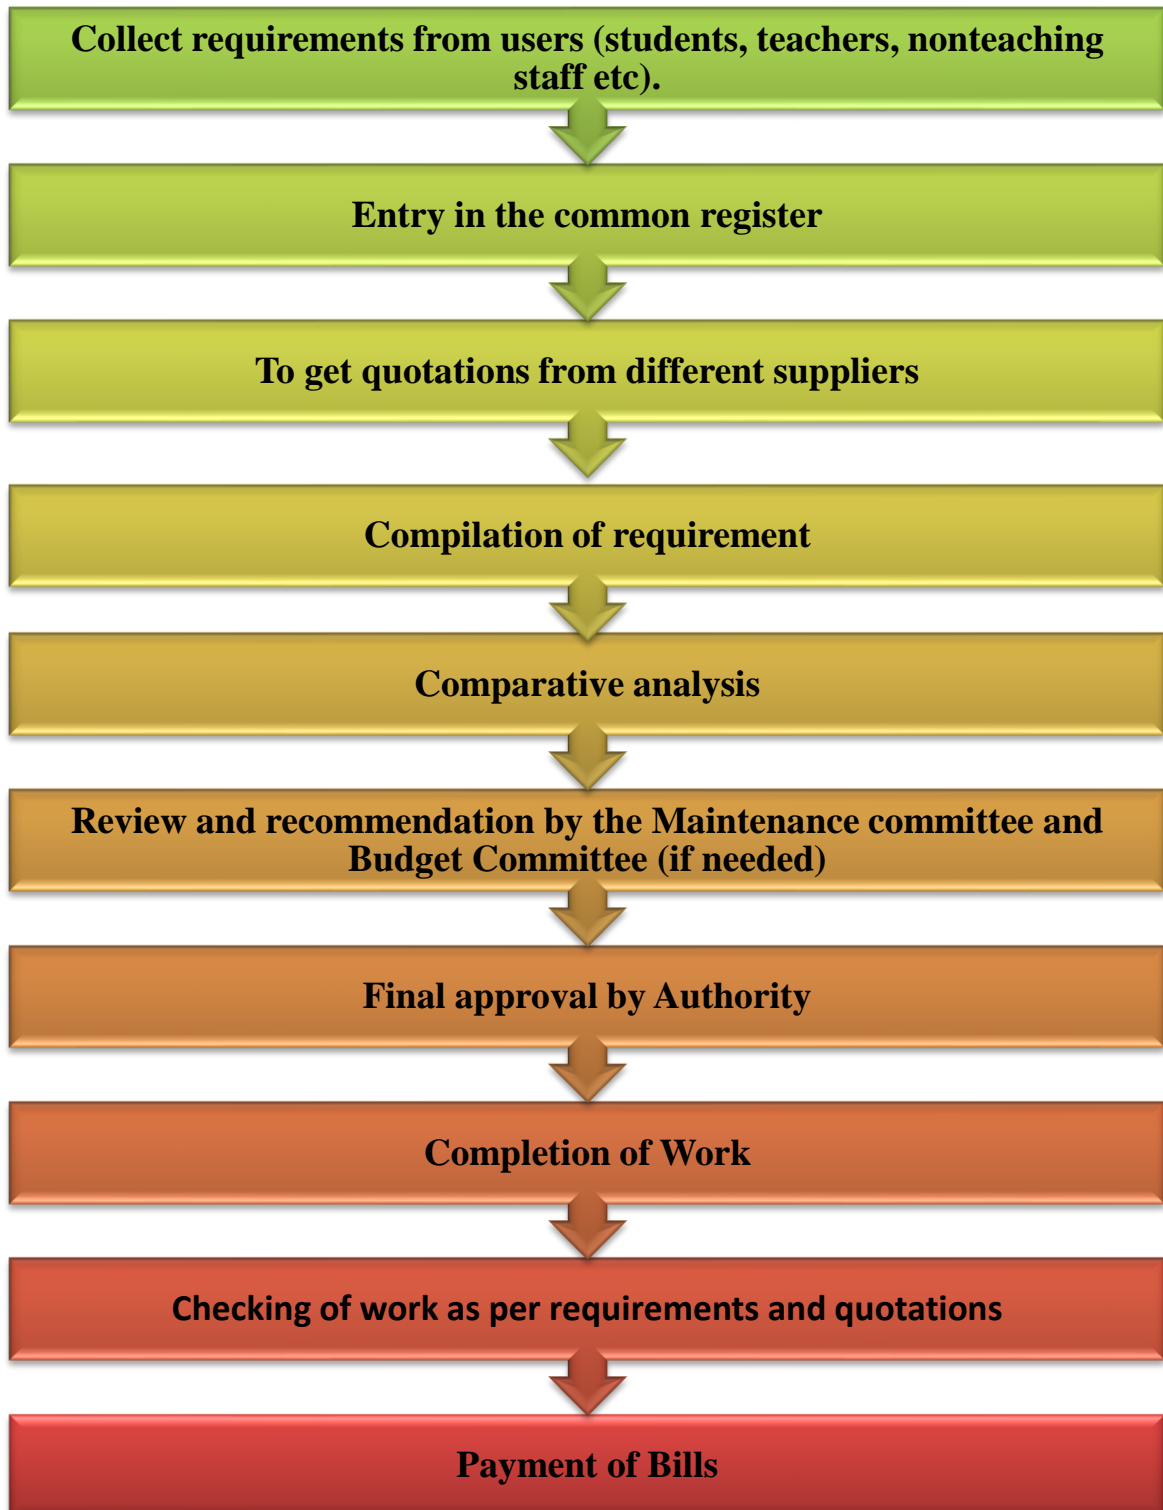 Collect requirements from users (students, teachers, nonteaching
staff etc).
Entry in the common register
To get quotations from different suppliers
Compilation of requirement
Comparative analysis
Review and recommendation by the Maintenance committee and
Budget Committee (if needed)
Final approval by Authority
Completion of Work
Checking of work as per requirements and quotations
Payment of Bills